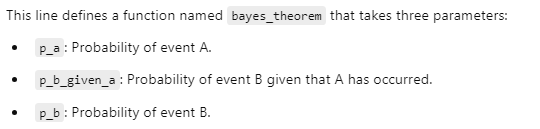 This line defines a function named bayes_theorem that takes three parameters:
• p_a: Probability of event A.
• p_b_given_a: Probability of event B given that A has occurred.
• p_b: Probability of event B.